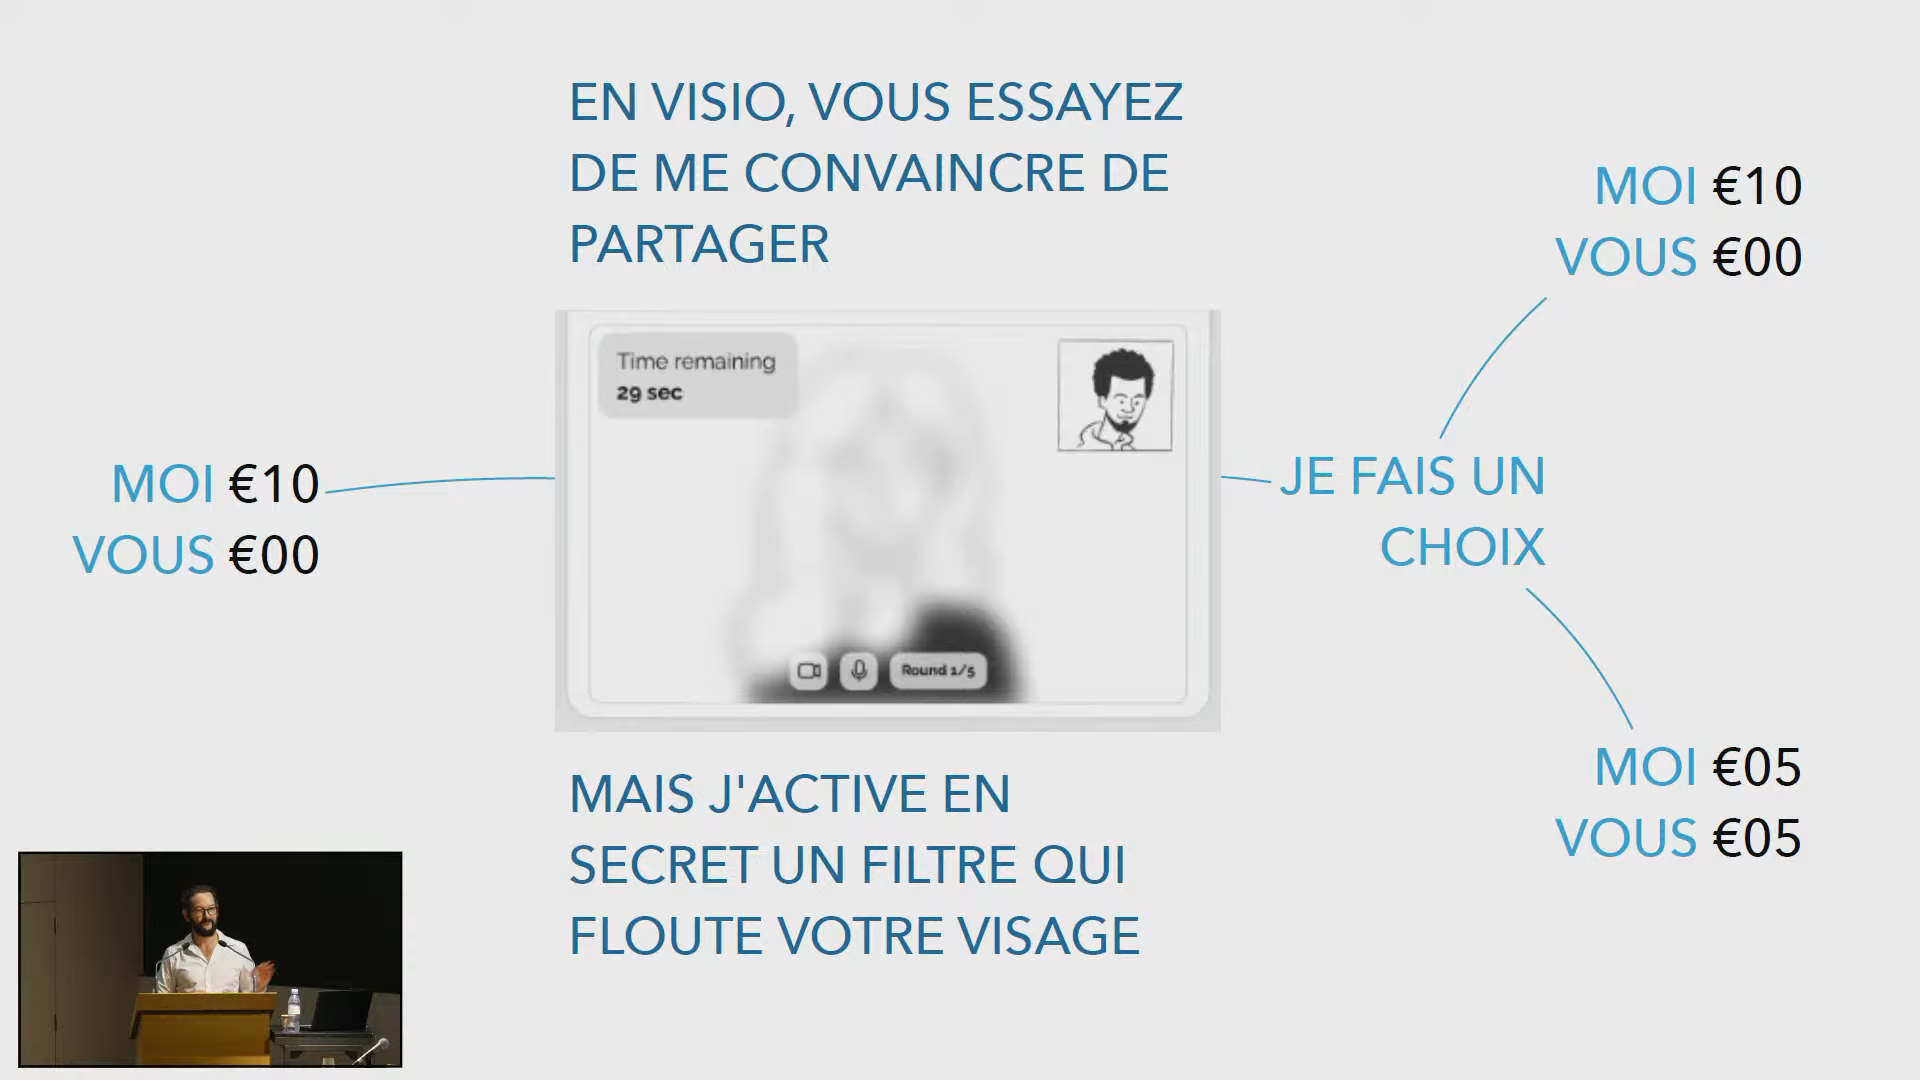 EN VISIO, VOUS ESSAYEZ
DE ME CONVAINCRE DE
PARTAGER
MOI €10
VOUS €00
Time remaining
29 sec
Round 1/5
JE FAIS UN
CHOIX
MOI €10
VOUS €00
MOI €05
VOUS €05
MAIS J'ACTIVE EN
SECRET UN FILTRE QUI
FLOUTE VOTRE VISAGE